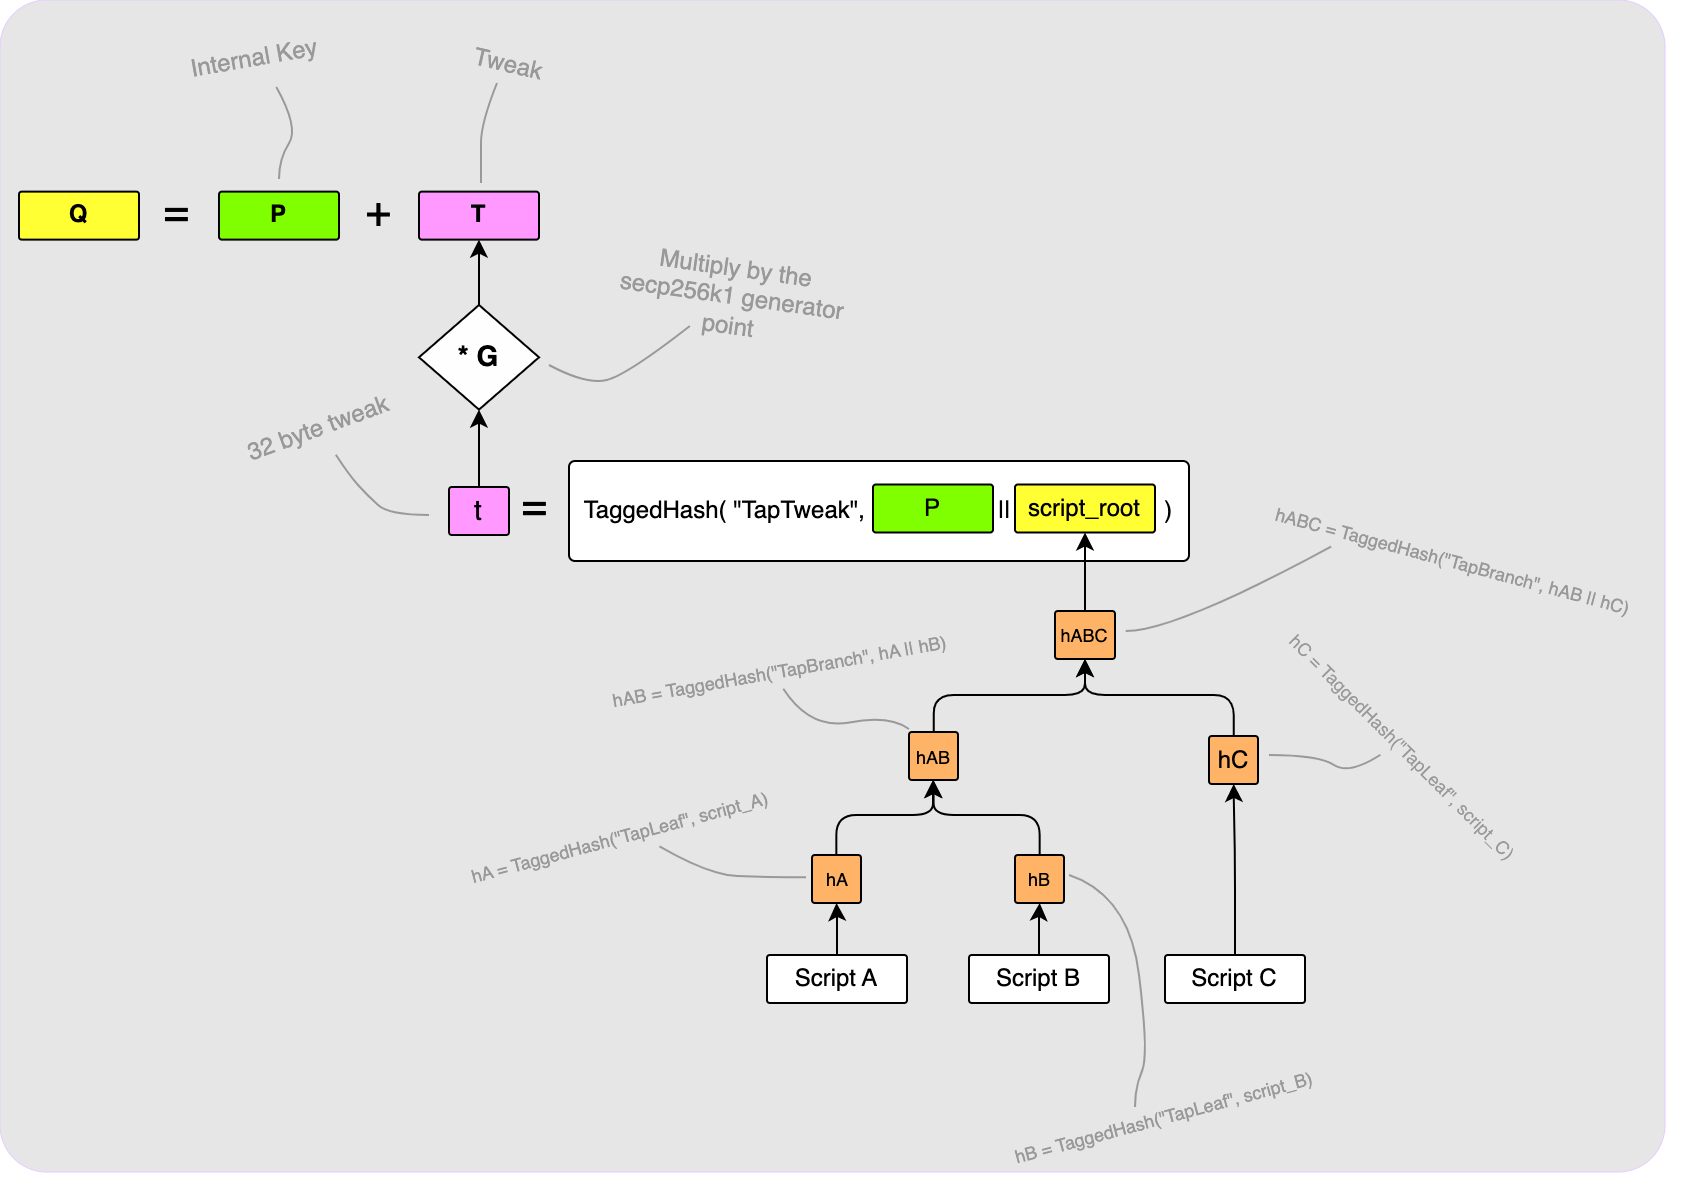 Internal Key
Tweak
Q = P + T
Multiply by the
secp256k1 generator
point
* G
32 byte tweak
t = TaggedHash( "TapTweak", P || script_root )
hABC = TaggedHash("TapBranch", hAB || hC)
hABC
hAB = TaggedHash("TapBranch", hA || hB)
hC = TaggedHash("TapLeaf", script_C)
hAB
hC
hA = TaggedHash("TapLeaf", script_A)
hA
hB
Script A
Script B
Script C
hB = TaggedHash("TapLeaf", script_B)